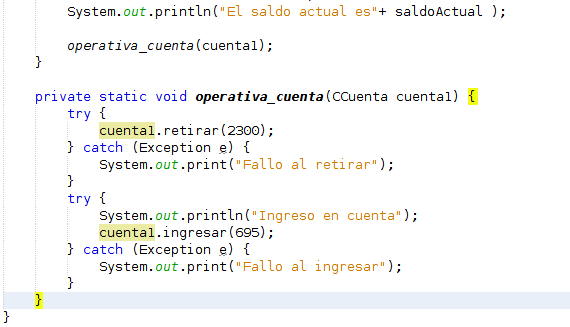 System.out.println("El saldo actual es"+ saldoActual );
operativa_cuenta(cuenta1);
}
private static void operativa_cuenta(CCuenta cuenta1) {
try {
cuenta1.retirar(2300);
} catch (Exception e) {
System.out.print("Fallo al retirar");
}
try {
System.out.println("Ingreso en cuenta");
cuenta1.ingresar(695);
} catch (Exception e) {
System.out.print("Fallo al ingresar");
}
}
}